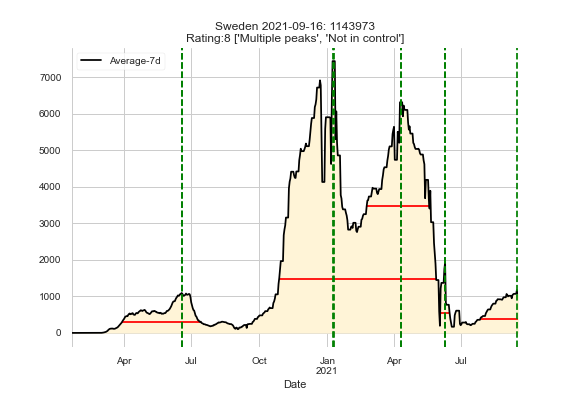 Sweden 2021-09-16: 1143973
Rating:8 ['Multiple peaks', 'Not in control']
Average-7d
7000
6000
5000
4000
3000
2000
1000
0
Apr Jul Oct Jan Apr Jul
2021
Date